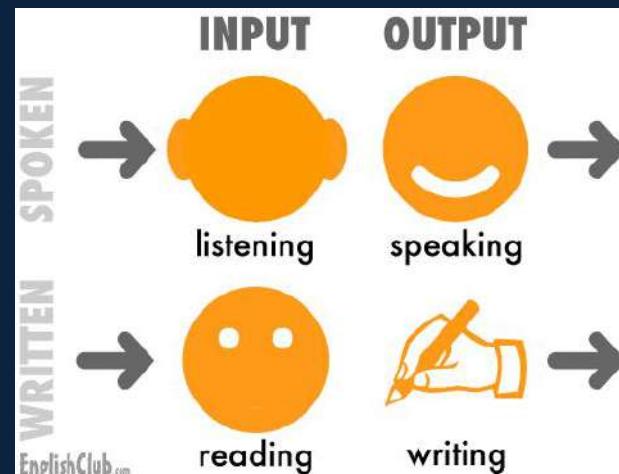 INPUT OUTPUT
SPOKEN
listening speaking
WRITTEN
reading writing
EnglishClub.com